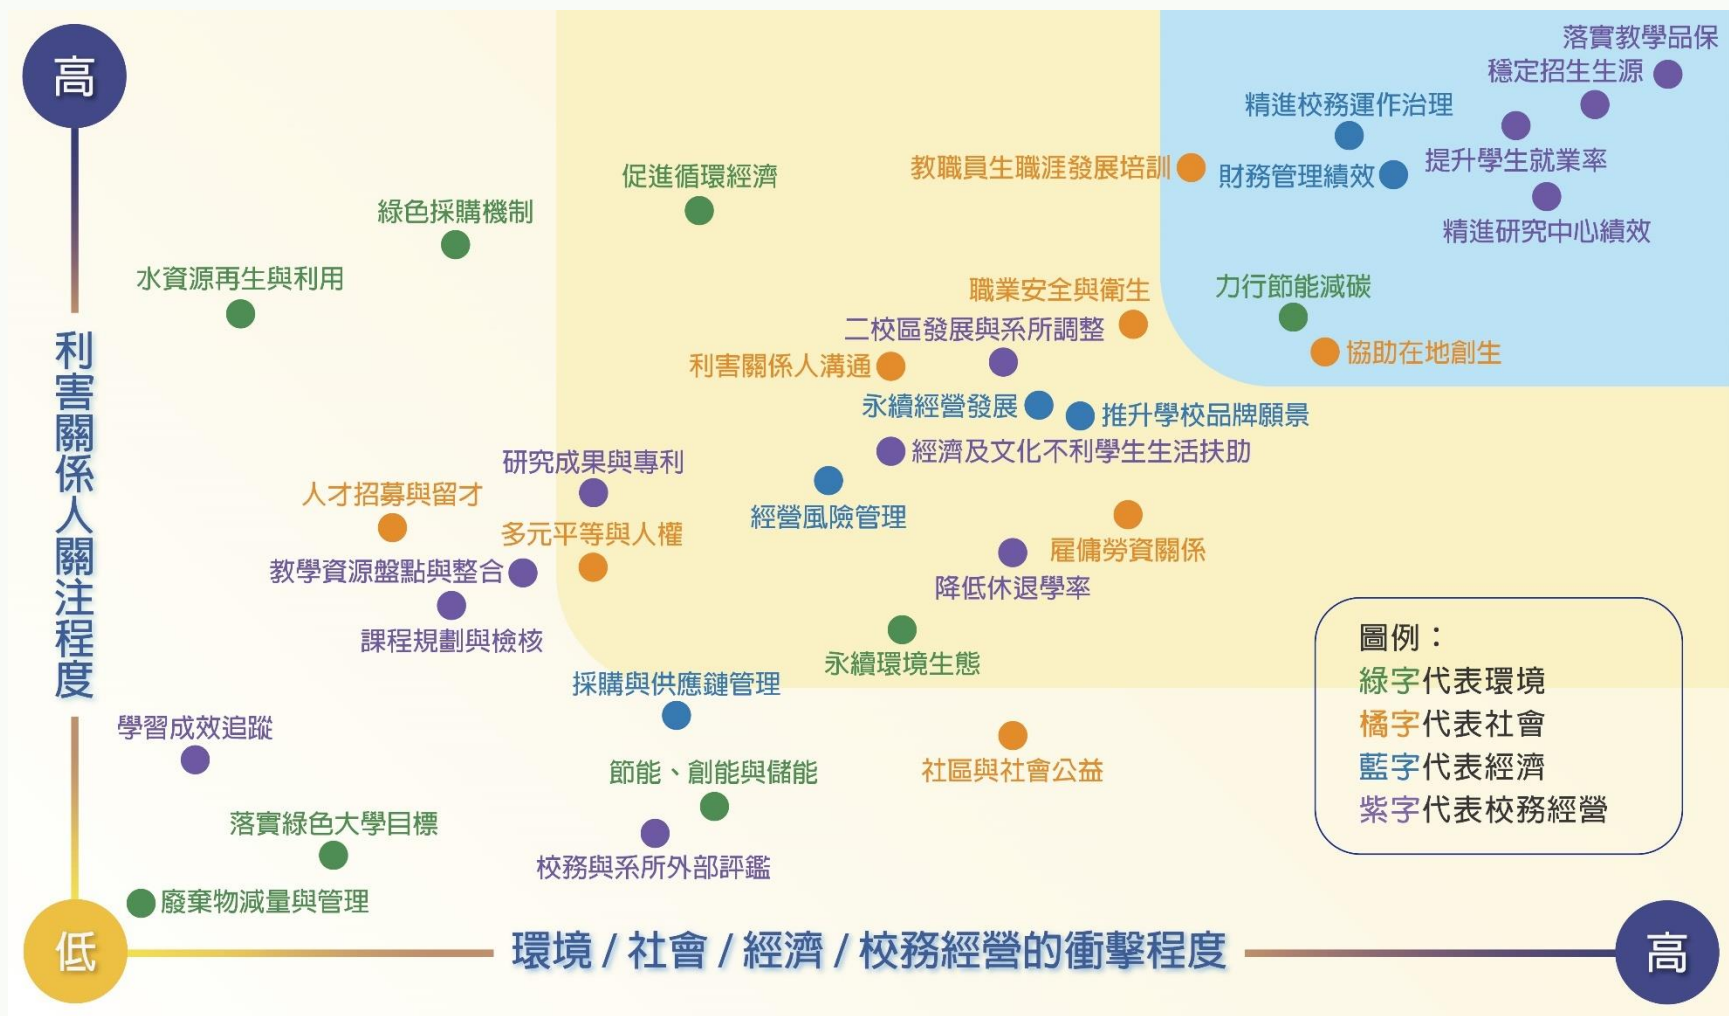 高
落實教學品保
穩定招生生源
精進校務運作治理
提升學生就業率
教職員生職涯發展培訓
財務管理績效
促進循環經濟
綠色採購機制
精進研究中心績效
水資源再生與利用
職業安全與衛生
力行節能減碳
二校區發展與系所調整
利害關係人溝通
協助在地創生
永續經營發展
推升學校品牌願景
經濟及文化不利學生生活扶助
研究成果與專利
人才招募與留才
經營風險管理
多元平等與人權
雇傭勞資關係
教學資源盤點與整合
降低休退學率
課程規劃與檢核
永續環境生態
採購與供應鏈管理
學習成效追蹤
節能、創能與儲能
社區與社會公益
落實綠色大學目標
校務與系所外部評鑑
廢棄物減量與管理
利害關係人關注程度
圖例：
綠字代表環境
橘字代表社會
藍字代表經濟
紫字代表校務經營
低
環境 / 社會 / 經濟 / 校務經營的衝擊程度
高